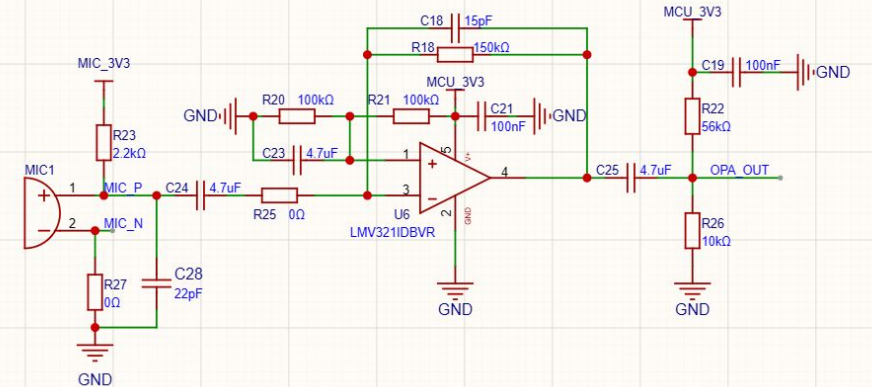 MCU_3V3
C18 15pF
R18 150kΩ
MIC_3V3
C19 100nF GND
MCU_3V3
R20 100kΩ R21 100kΩ
GND
C21 100nF GND
R22 56kΩ
R23 2.2kΩ
C23 4.7uF
1 + 5 V+
MIC1
1 + MIC_P
C24 4.7uF
R25 0Ω
3 −
4
C25 4.7uF
OPA_OUT
2 − MIC_N
U6
2 GND
LMV321IDBVR
R26 10kΩ
R27 0Ω
C28 22pF
GND
GND
GND